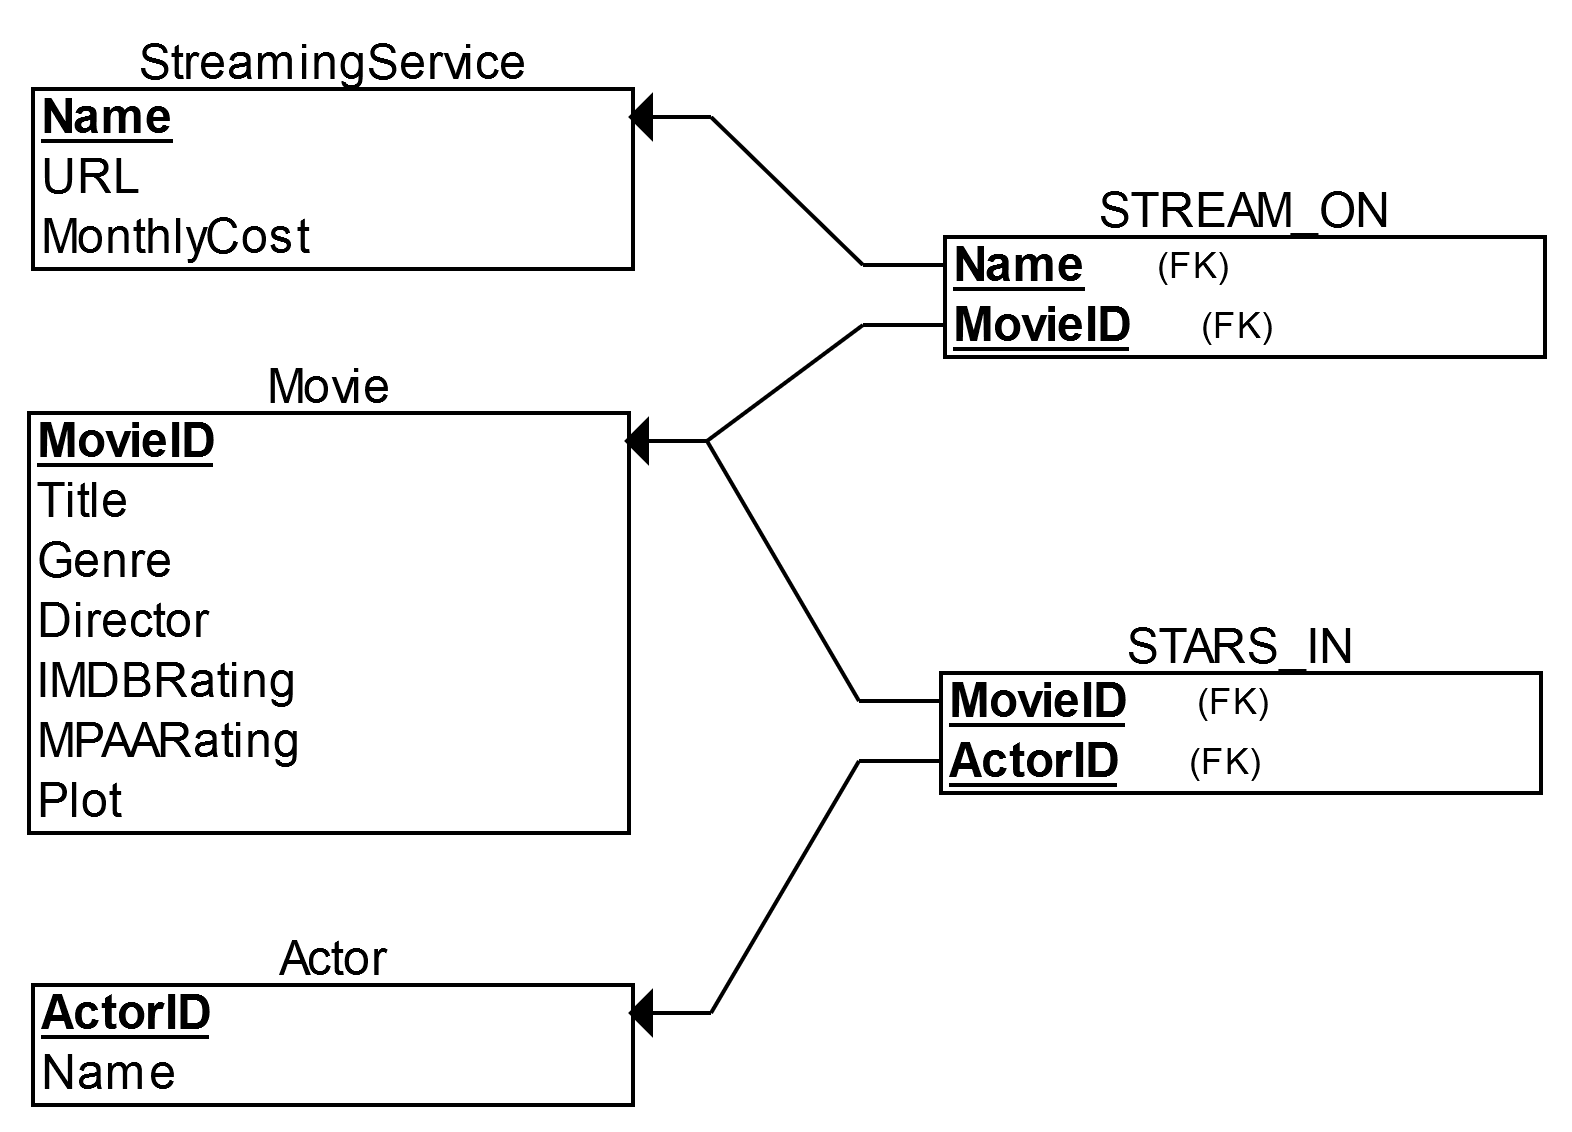 StreamingService
Name
URL
MonthlyCost
STREAM_ON
Name (FK)
MovieID (FK)
Movie
MovieID
Title
Genre
Director
IMDBRating
MPAARating
Plot
STARS_IN
MovieID (FK)
ActorID (FK)
Actor
ActorID
Name